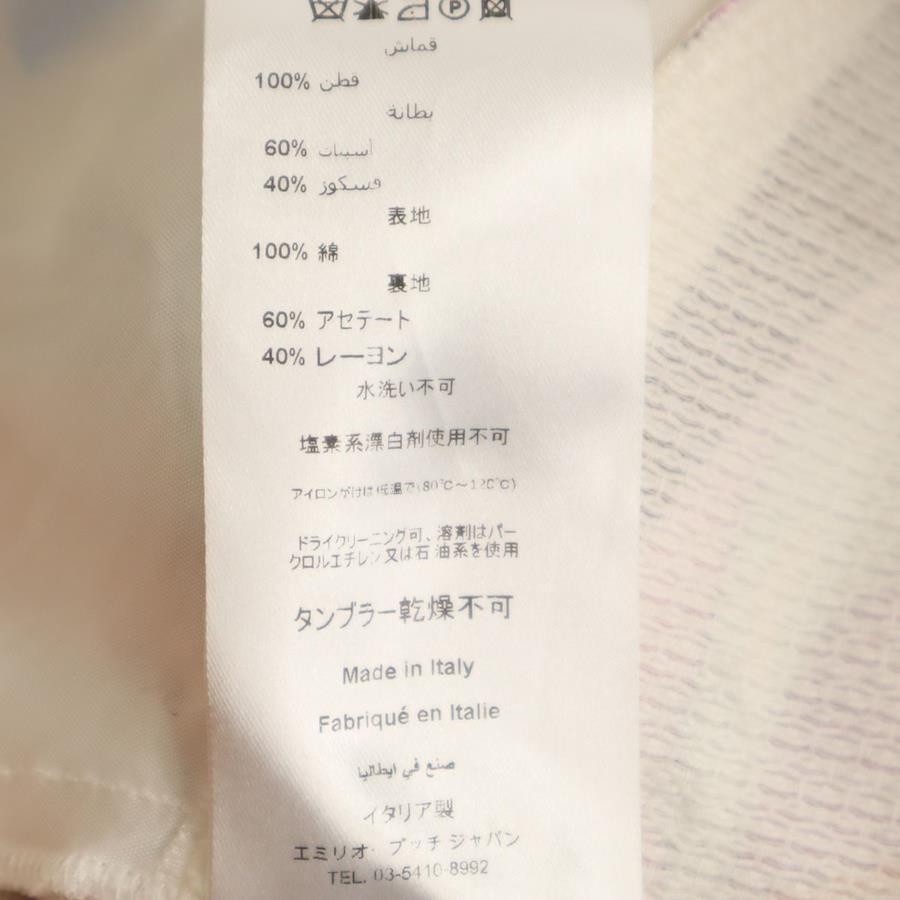 P
قماش
100% قطن
بطانة
60% أسيتات
40% فسكوز
表地
100% 綿
裏地
60% アセテート
40% レーヨン
水洗い不可
塩素系漂白剤使用不可
アイロンがけは低温で(80℃～120℃)
ドライクリーニング可、溶剤はパー
クロルエチレン又は石油系を使用
タンブラー乾燥不可
Made in Italy
Fabriqué en Italie
صنع في ايطاليا
イタリア製
エミリオ・プッチ ジャパン
TEL. 03-5410-8992